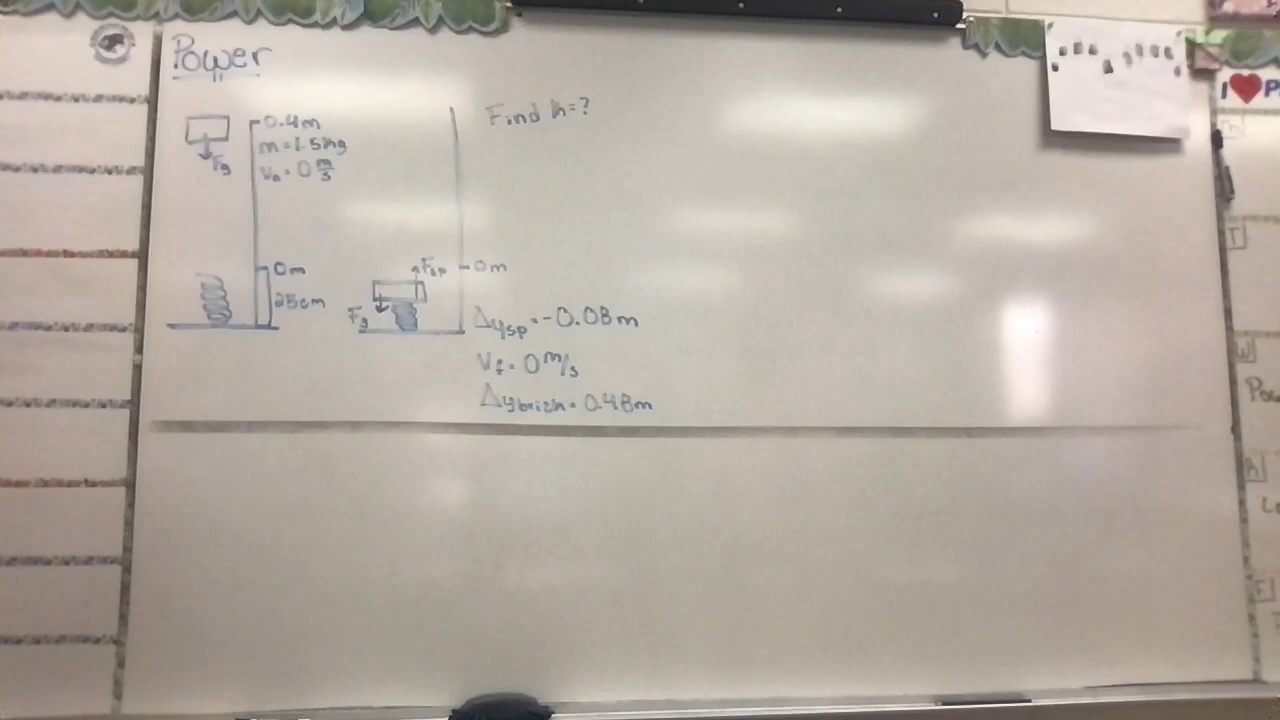 Power
0.4m
m=1.5kg
v₀=0 m/s
Fg
Find k=?
0m
25cm
Fsp
0m
Fg
Δysp=-0.08m
Vf=0 m/s
Δybrick=0.48m
I ❤ P
T
W
Pow
R
F